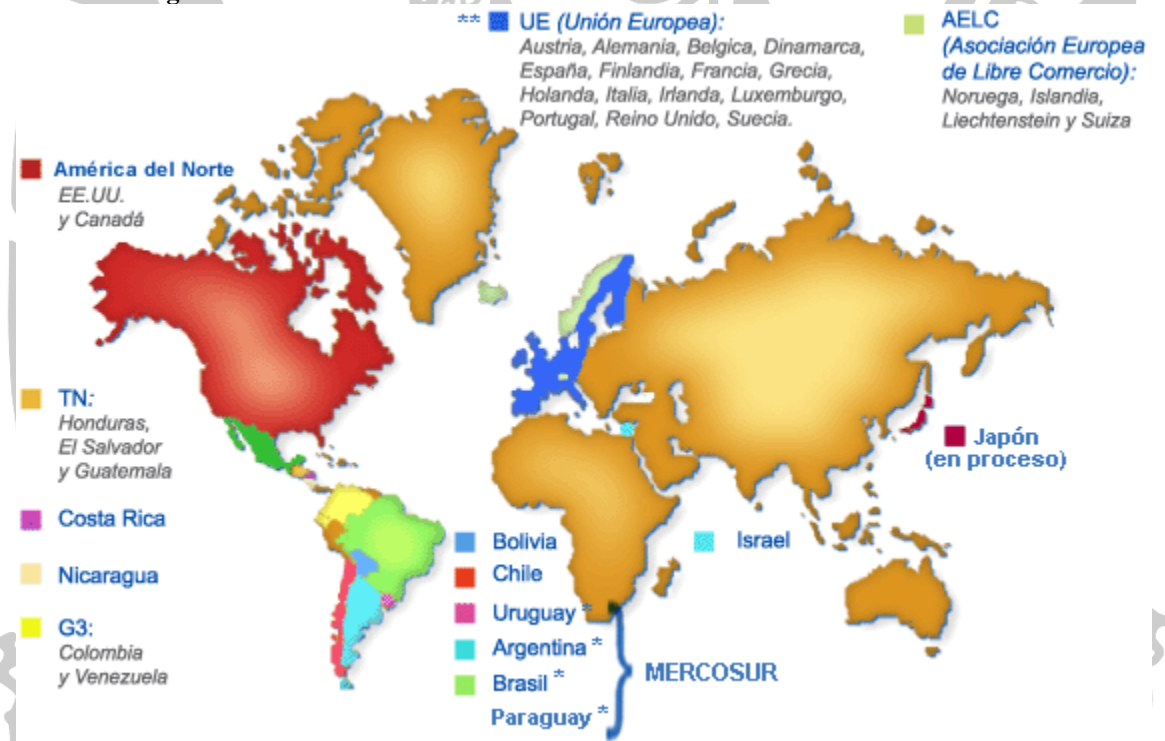 ** UE (Unión Europea):
Austria, Alemania, Belgica, Dinamarca,
España, Finlandia, Francia, Grecia,
Holanda, Italia, Irlanda, Luxemburgo,
Portugal, Reino Unido, Suecia.
AELC
(Asociación Europea
de Libre Comercio):
Noruega, Islandia,
Liechtenstein y Suiza
América del Norte
EE.UU.
y Canadá
TN:
Honduras,
El Salvador
y Guatemala
Costa Rica
Nicaragua
G3:
Colombia
y Venezuela
Bolivia
Chile
Uruguay *
Argentina *
Brasil *
Paraguay *
MERCOSUR
Israel
Japón
(en proceso)